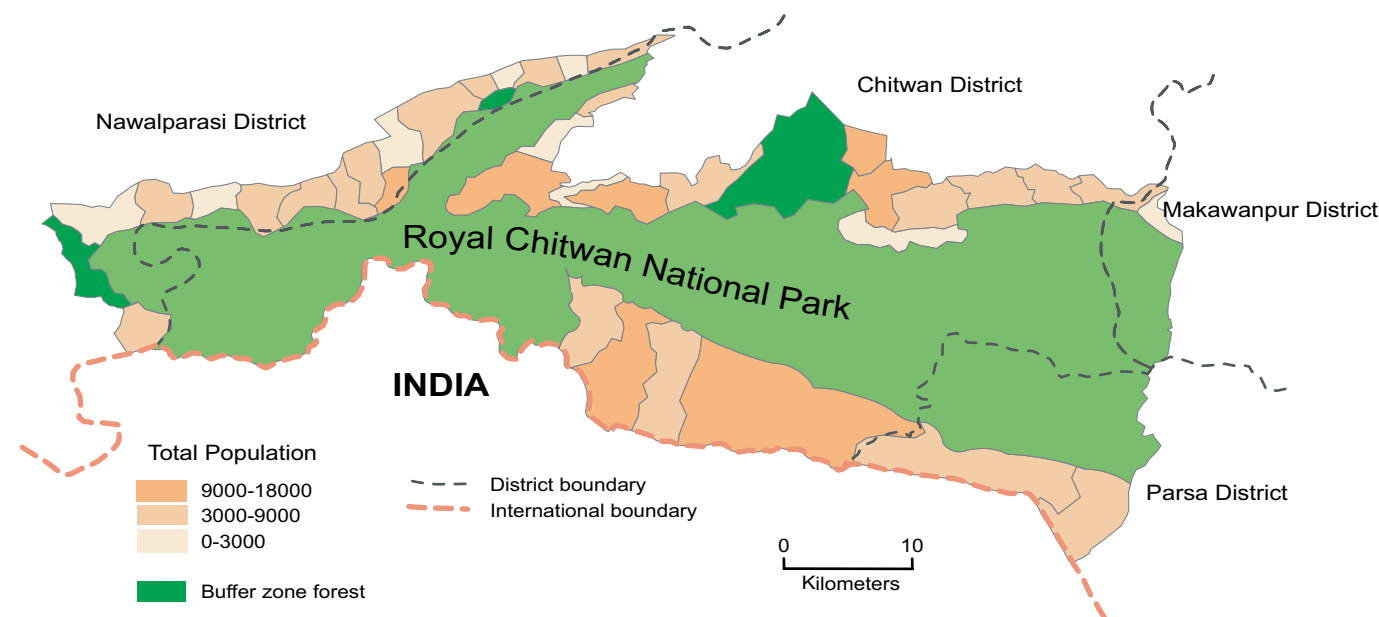 Chitwan District
Nawalparasi District
Makawanpur District
Royal Chitwan National Park
INDIA
Total Population
9000-18000
3000-9000
0-3000
Buffer zone forest
District boundary
International boundary
Parsa District
0 10
Kilometers